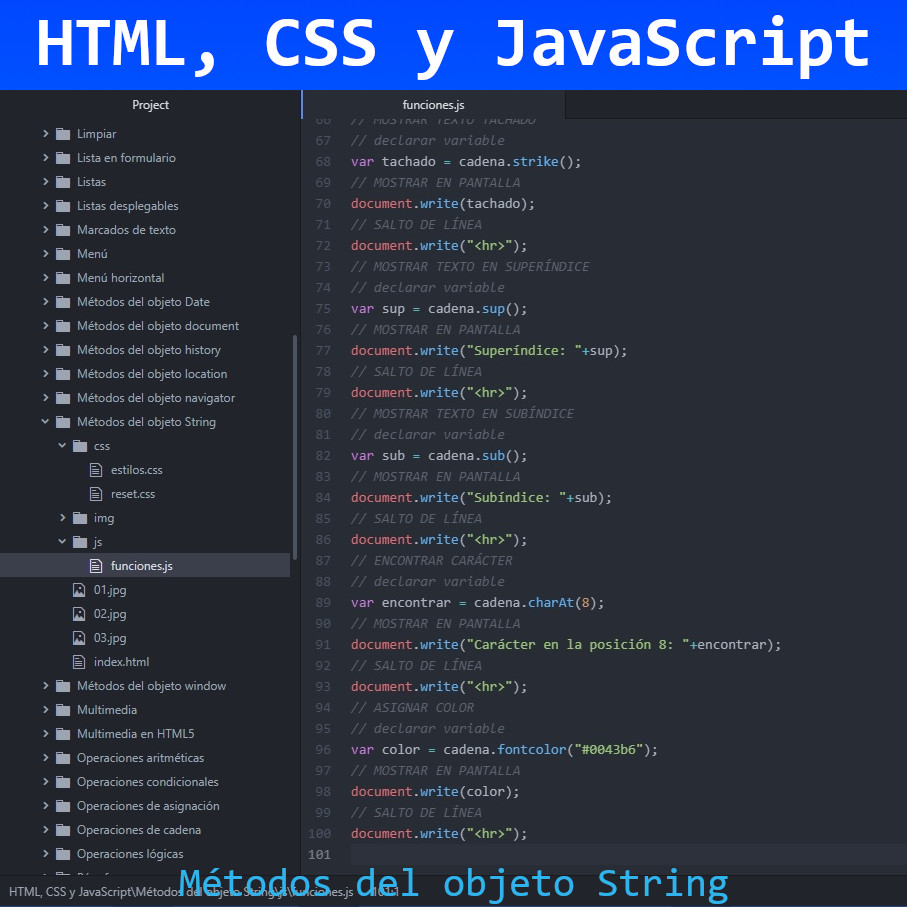 HTML, CSS y JavaScript
Project
Limpiar
Lista en formulario
Listas
Listas desplegables
Marcados de texto
Menú
Menú horizontal
Métodos del objeto Date
Métodos del objeto document
Métodos del objeto history
Métodos del objeto location
Métodos del objeto navigator
Métodos del objeto String
css
estilos.css
reset.css
img
js
funciones.js
01.jpg
02.jpg
03.jpg
index.html
Métodos del objeto window
Multimedia
Multimedia en HTML5
Operaciones aritméticas
Operaciones condicionales
Operaciones de asignación
Operaciones de cadena
Operaciones lógicas
funciones.js
66 // MOSTRAR TEXTO TACHADO
67 // declarar variable
68 var tachado = cadena.strike();
69 // MOSTRAR EN PANTALLA
70 document.write(tachado);
71 // SALTO DE LÍNEA
72 document.write("<hr>");
73 // MOSTRAR TEXTO EN SUPERÍNDICE
74 // declarar variable
75 var sup = cadena.sup();
76 // MOSTRAR EN PANTALLA
77 document.write("Superíndice: "+sup);
78 // SALTO DE LÍNEA
79 document.write("<hr>");
80 // MOSTRAR TEXTO EN SUBÍNDICE
81 // declarar variable
82 var sub = cadena.sub();
83 // MOSTRAR EN PANTALLA
84 document.write("Subíndice: "+sub);
85 // SALTO DE LÍNEA
86 document.write("<hr>");
87 // ENCONTRAR CARÁCTER
88 // declarar variable
89 var encontrar = cadena.charAt(8);
90 // MOSTRAR EN PANTALLA
91 document.write("Carácter en la posición 8: "+encontrar);
92 // SALTO DE LÍNEA
93 document.write("<hr>");
94 // ASIGNAR COLOR
95 // declarar variable
96 var color = cadena.fontcolor("#0043b6");
97 // MOSTRAR EN PANTALLA
98 document.write(color);
99 // SALTO DE LÍNEA
100 document.write("<hr>");
101
HTML, CSS y JavaScript\Métodos del objeto String\js\funciones.js 101:1
Métodos del objeto String